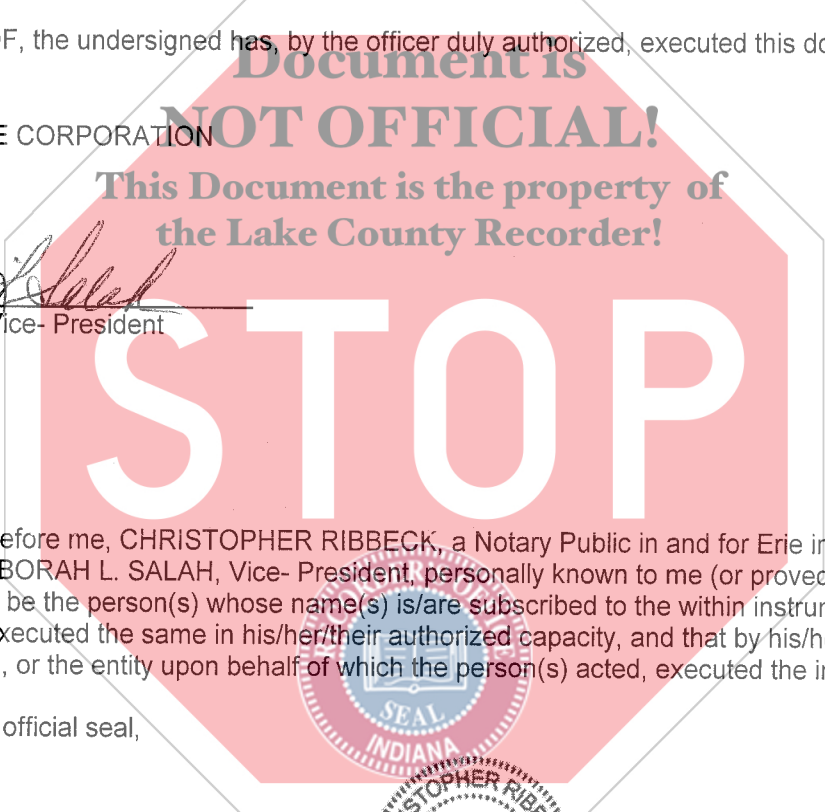 F, the undersigned has, by the officer duly authorized, executed this do
Document is
NOT OFFICIAL!
E CORPORATION
This Document is the property of
the Lake County Recorder!
Salah
ice- President
STOP
efore me, CHRISTOPHER RIBBECK, a Notary Public in and for Erie in
BORAH L. SALAH, Vice- President, personally known to me (or proved
be the person(s) whose name(s) is/are subscribed to the within instru
xecuted the same in his/her/their authorized capacity, and that by his/h
, or the entity upon behalf of which the person(s) acted, executed the i
SEAL
INDIANA
official seal,
STOPHER RIBB